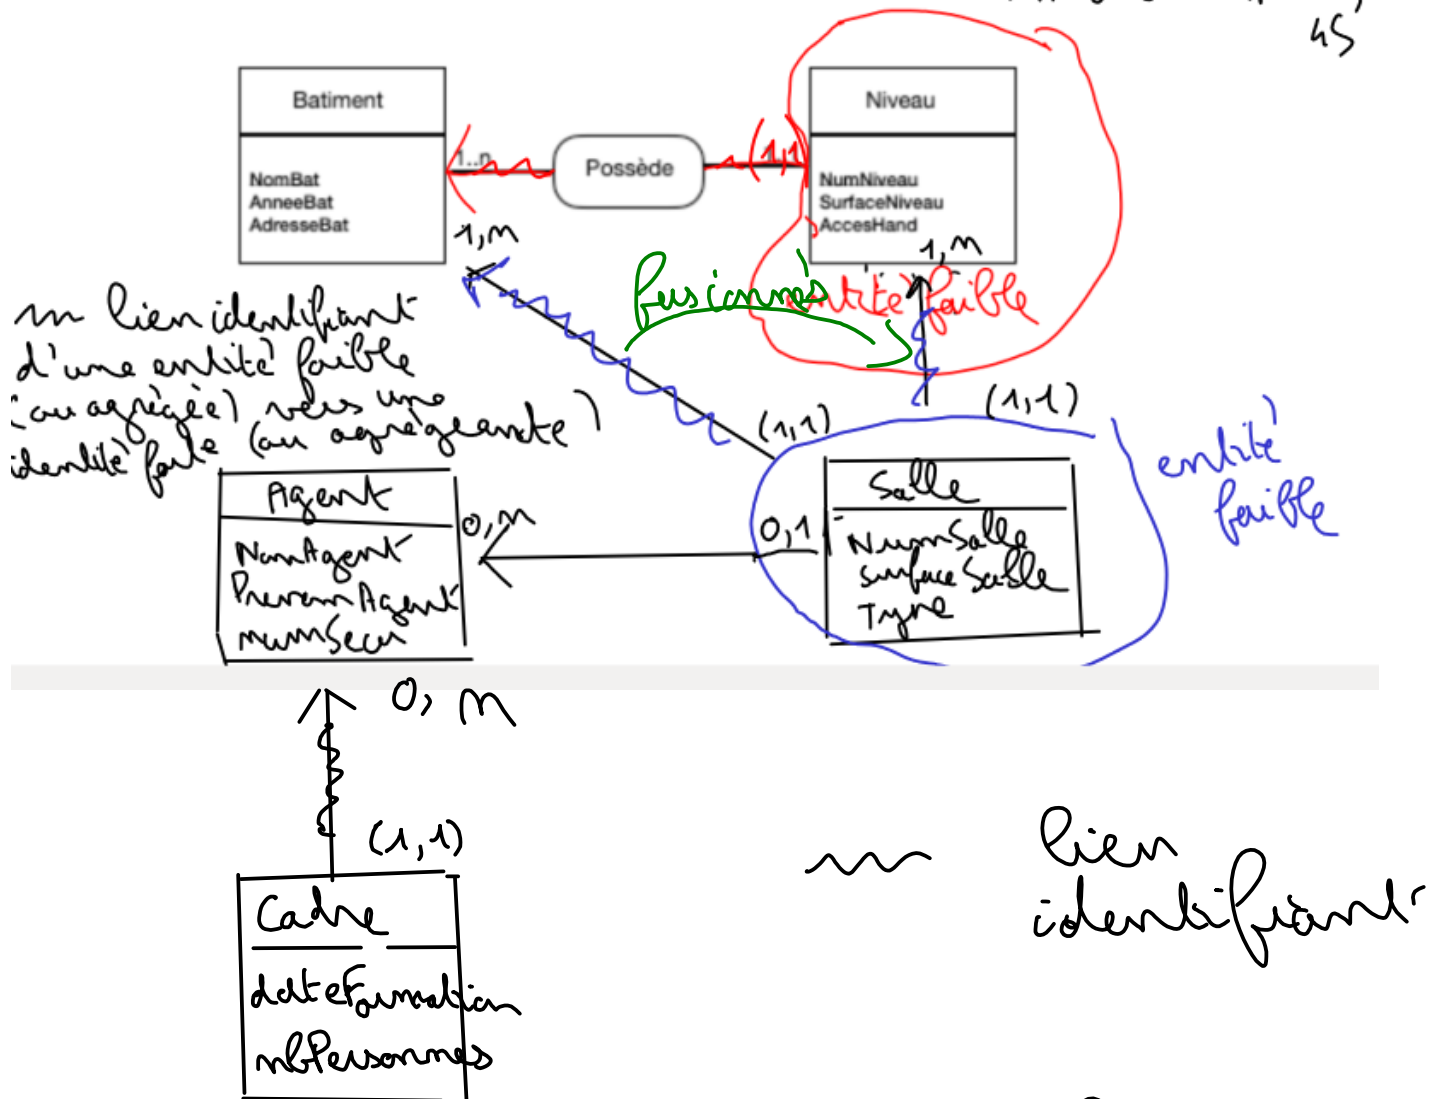 45
Batiment
Niveau
1..n
Possède
(1,1)
NomBat
AnneeBat
AdresseBat
NumNiveau
SurfaceNiveau
AccesHand
1,n
1,n
fusionnés
entité faible
un lien identifiant
d'une entité faible
(ou agrégée) vers une
identité forte (ou agrégeante)
(1,1)
(1,1)
entité
faible
Agent
Salle
0,n
0,1
NomAgent
PrenomAgent
numSecu
NumSalle
SurfaceSalle
Type
0,n
(1,1)
lien
identifiant
Cadre
dateFormation
nbPersonnes